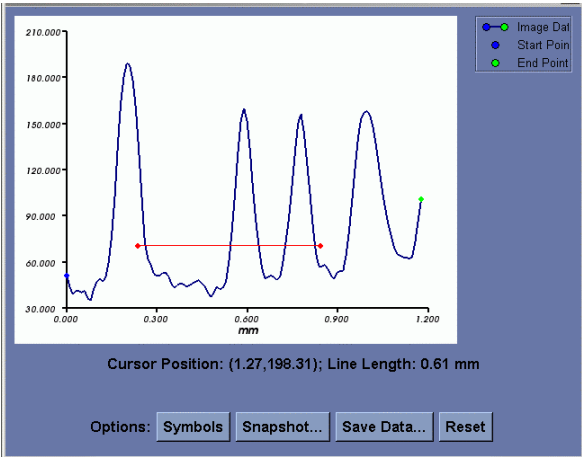 210.000
180.000
150.000
120.000
90.000
60.000
30.000
0.000 0.300 0.600 0.900 1.200
mm
Image Dat
Start Poin
End Point
Cursor Position: (1.27,198.31); Line Length: 0.61 mm
Options: Symbols Snapshot... Save Data... Reset